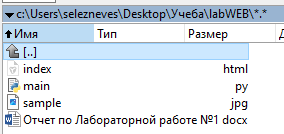 c:\Users\selezneves\Desktop\Учеба\labWEB\*.*
Имя Тип Размер
[..]
index html
main py
sample jpg
Отчет по Лабораторной работе №1 docx